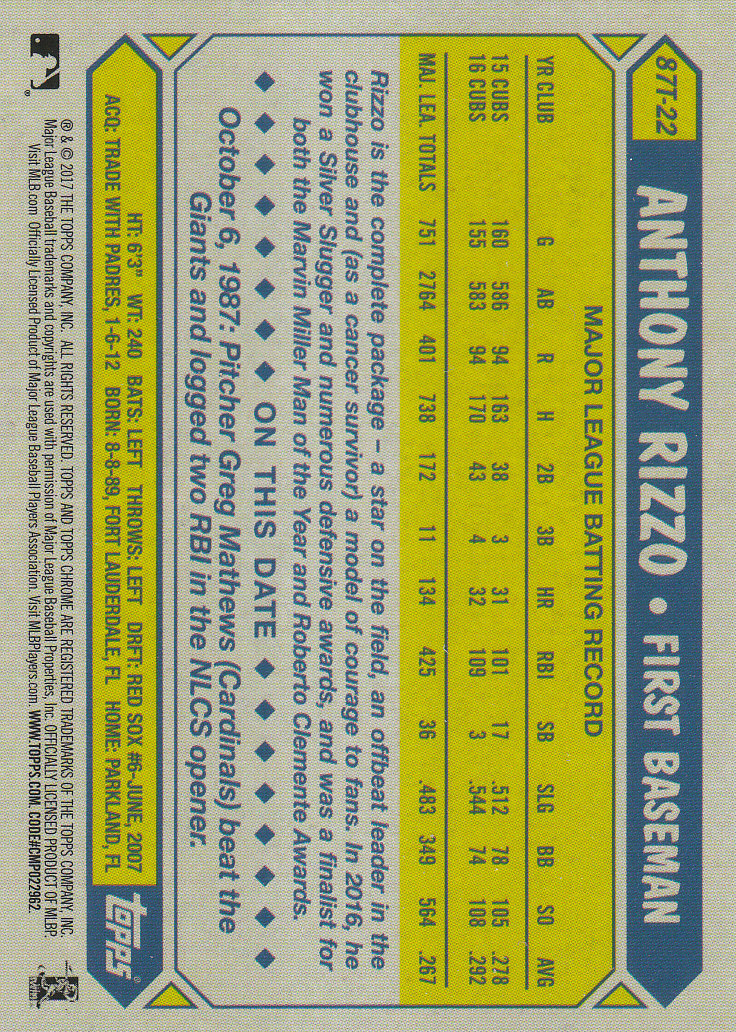 87T-22
ANTHONY RIZZO • FIRST BASEMAN
MAJOR LEAGUE BATTING RECORD
YR CLUB G AB R H 2B 3B HR RBI SB SLG BB SO AVG
15 CUBS 160 586 94 163 38 3 31 101 17 .512 78 105 .278
16 CUBS 155 583 94 170 43 4 32 109 3 .544 74 108 .292
MAJ. LEA. TOTALS 751 2764 401 738 172 11 134 425 36 .483 349 564 .267
Rizzo is the complete package – a star on the field, an offbeat leader in the
clubhouse and (as a cancer survivor) a model of courage to fans. In 2016, he
won a Silver Slugger and numerous defensive awards, and was a finalist for
both the Marvin Miller Man of the Year and Roberto Clemente Awards.
ON THIS DATE
October 6, 1987: Pitcher Greg Mathews (Cardinals) beat the
Giants and logged two RBI in the NLCS opener.
HT: 6'3" WT: 240 BATS: LEFT THROWS: LEFT DRFT: RED SOX #6-JUNE, 2007
ACQ: TRADE WITH PADRES, 1-6-12 BORN: 8-8-89, FORT LAUDERDALE, FL HOME: PARKLAND, FL
topps®
® & © 2017 THE TOPPS COMPANY, INC. ALL RIGHTS RESERVED. TOPPS AND TOPPS CHROME ARE REGISTERED TRADEMARKS OF THE TOPPS COMPANY, INC.
Major League Baseball trademarks and copyrights are used with permission of Major League Baseball Properties, Inc. OFFICIALLY LICENSED PRODUCT OF MLBP
Visit MLB.com Officially Licensed Product of Major League Baseball Players Association. Visit MLBPlayers.com. WWW.TOPPS.COM. CODE#CMP022962.